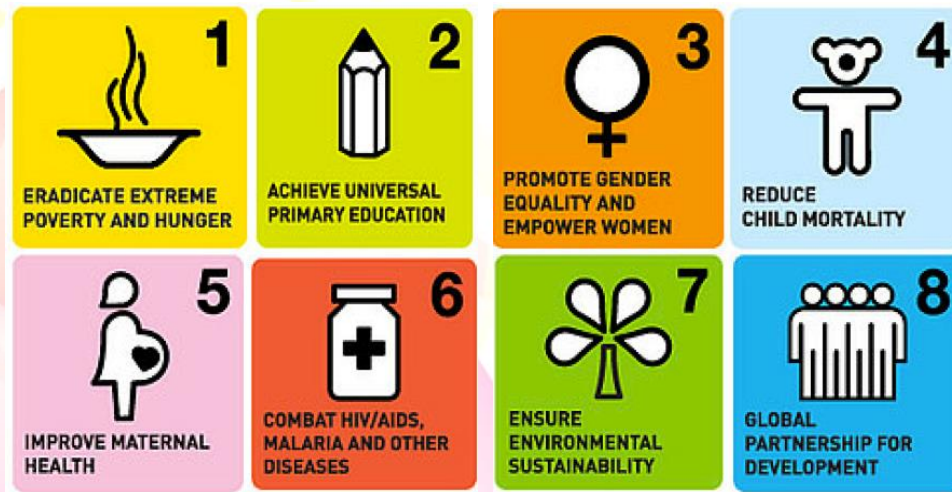 1
ERADICATE EXTREME
POVERTY AND HUNGER
2
ACHIEVE UNIVERSAL
PRIMARY EDUCATION
3
PROMOTE GENDER
EQUALITY AND
EMPOWER WOMEN
4
REDUCE
CHILD MORTALITY
5
IMPROVE MATERNAL
HEALTH
6
COMBAT HIV/AIDS,
MALARIA AND OTHER
DISEASES
7
ENSURE
ENVIRONMENTAL
SUSTAINABILITY
8
GLOBAL
PARTNERSHIP FOR
DEVELOPMENT